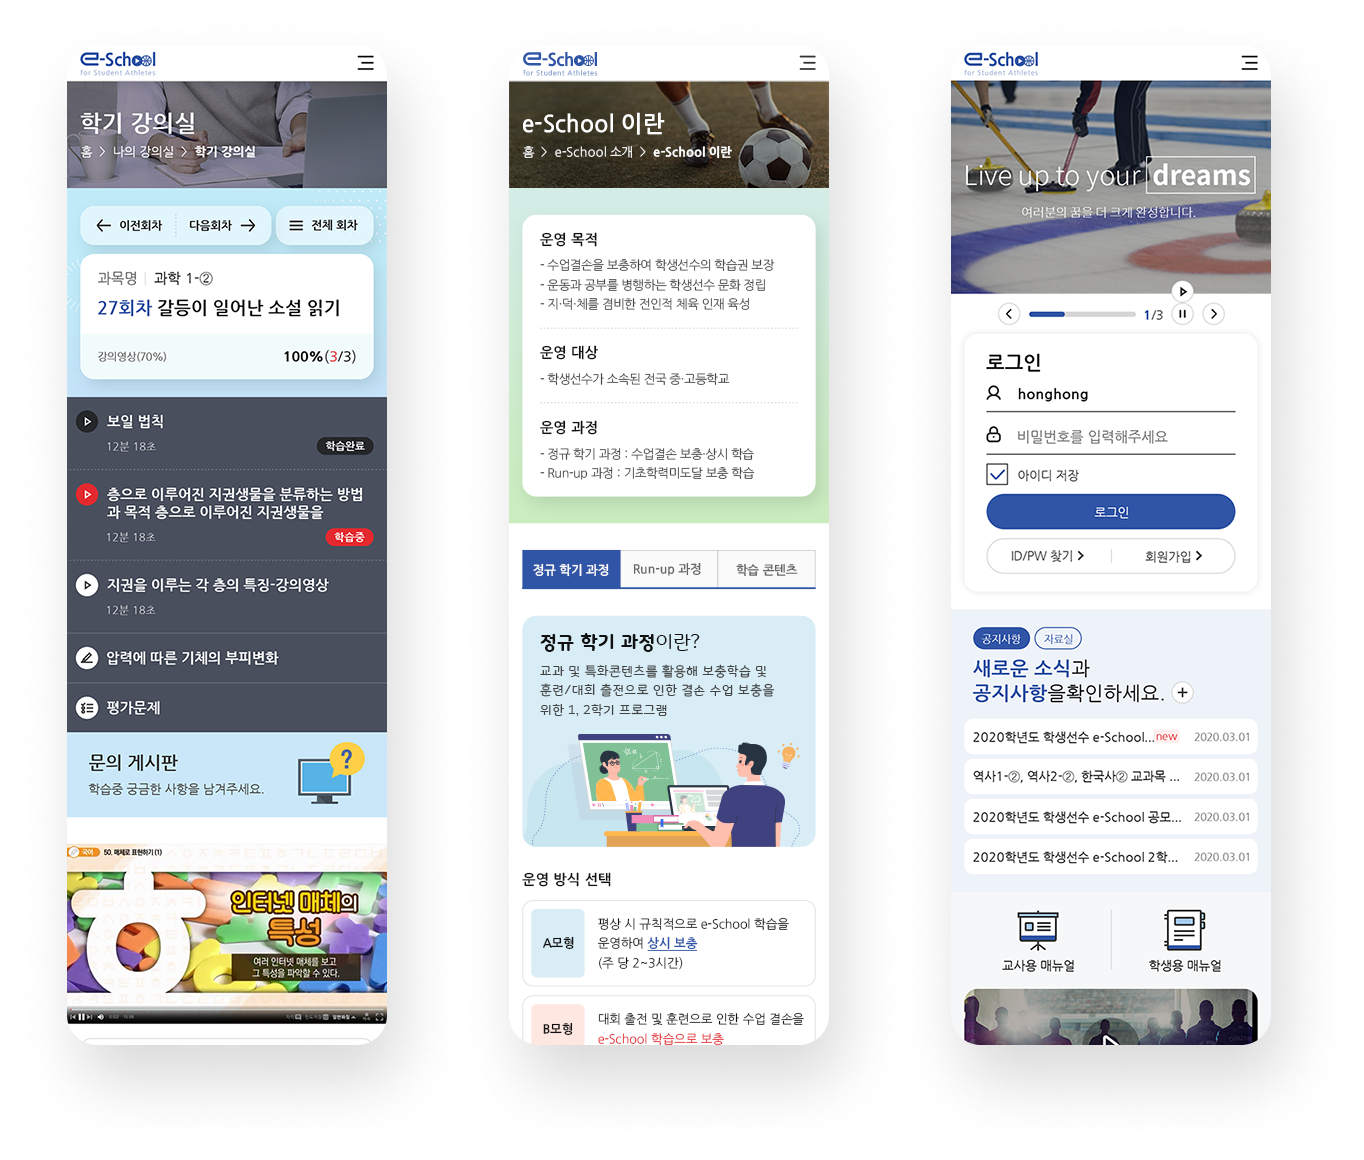 e-School
for Student Athletes
학기 강의실
홈 > 나의 강의실 > 학기 강의실
이전회차
다음회차
전체 회차
과목명 과학 1-②
27회차 갈등이 일어난 소설 읽기
강의영상(70%)
100%(3/3)
보일 법칙
12분 18초
학습완료
층으로 이루어진 지권생물을 분류하는 방법
과 목적 층으로 이루어진 지권생물을
12분 18초
학습중
지권을 이루는 각 층의 특징-강의영상
12분 18초
압력에 따른 기체의 부피변화
평가문제
문의 게시판
학습중 궁금한 사항을 남겨주세요.
?
국어 50. 매체로 표현하기(1)
인터넷 매체의
특성
여러 인터넷 매체를 보고
그 특성을 파악할 수 있다.
e-School
for Student Athletes
e-School 이란
홈 > e-School 소개 > e-School 이란
운영 목적
- 수업결손을 보충하여 학생선수의 학습권 보장
- 운동과 공부를 병행하는 학생선수 문화 정립
- 지·덕·체를 겸비한 전인적 체육 인재 육성
운영 대상
- 학생선수가 소속된 전국 중·고등학교
운영 과정
- 정규 학기 과정 : 수업결손 보충·상시 학습
- Run-up 과정 : 기초학력미도달 보충 학습
정규 학기 과정
Run-up 과정
학습 콘텐츠
정규 학기 과정이란?
교과 및 특화콘텐츠를 활용해 보충학습 및
훈련/대회 출전으로 인한 결손 수업 보충을
위한 1, 2학기 프로그램
운영 방식 선택
A모형
평상 시 규칙적으로 e-School 학습을
운영하여 상시 보충
(주 당 2~3시간)
B모형
대회 출전 및 훈련으로 인한 수업 결손을
e-School 학습으로 보충
e-School
for Student Athletes
Live up to your dreams
여러분의 꿈을 더 크게 완성합니다.
1/3
로그인
honghong
비밀번호를 입력해주세요
아이디 저장
로그인
ID/PW 찾기 >
회원가입 >
공지사항
자료실
새로운 소식과
공지사항을확인하세요. +
2020학년도 학생선수 e-School...new 2020.03.01
역사1-②, 역사2-②, 한국사② 교과목 ... 2020.03.01
2020학년도 학생선수 e-School 공모... 2020.03.01
2020학년도 학생선수 e-School 2학... 2020.03.01
교사용 매뉴얼
학생용 매뉴얼